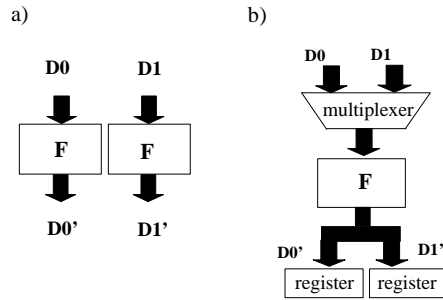 a)
D0 D1
F F
D0’ D1’
b)
D0 D1
multiplexer
F
D0’ D1’
register register